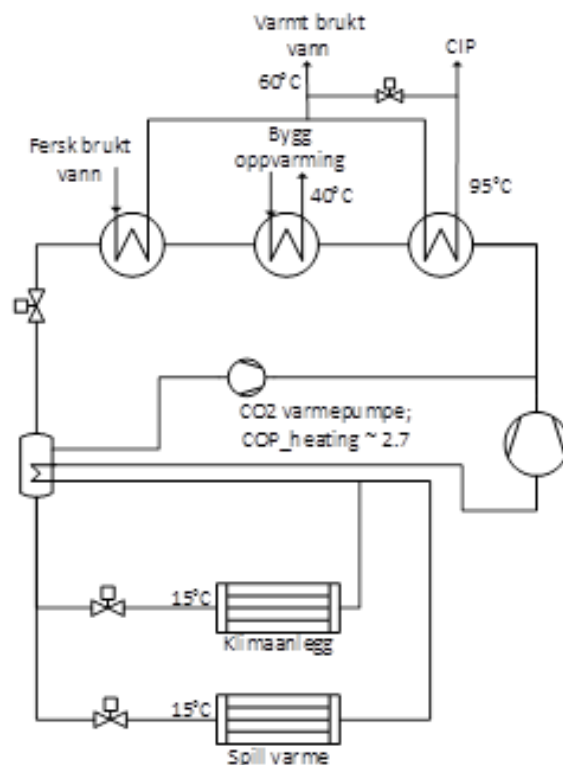 Varmt brukt
vann
CIP
60°C
Fersk brukt
vann
Bygg
oppvarming
40°C
95°C
CO2 varmepumpe;
COP_heating ~ 2.7
15°C
Klimaanlegg
15°C
Spill varme